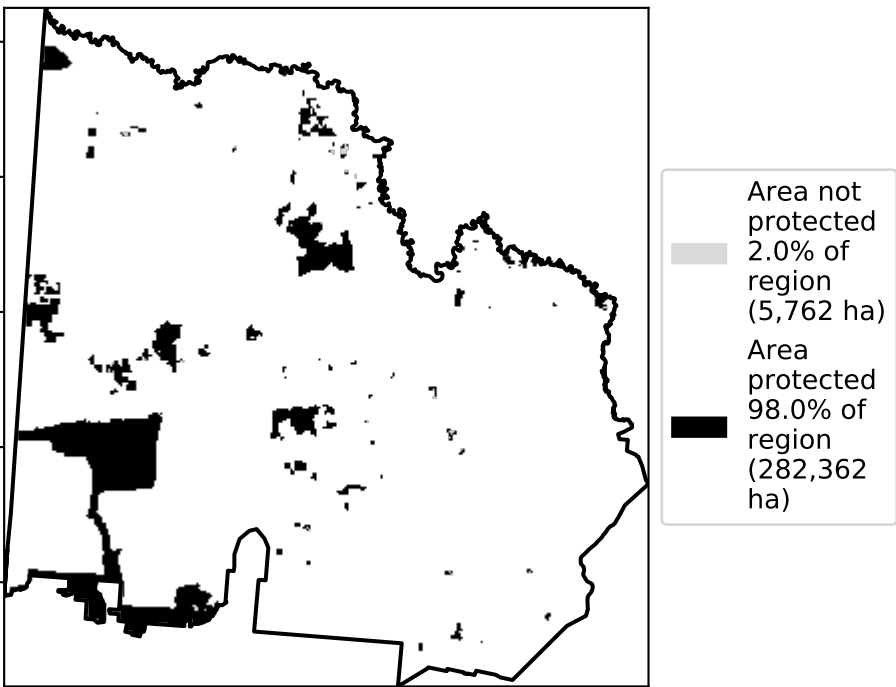 Area not
protected
2.0% of
region
(5,762 ha)
Area
protected
98.0% of
region
(282,362
ha)